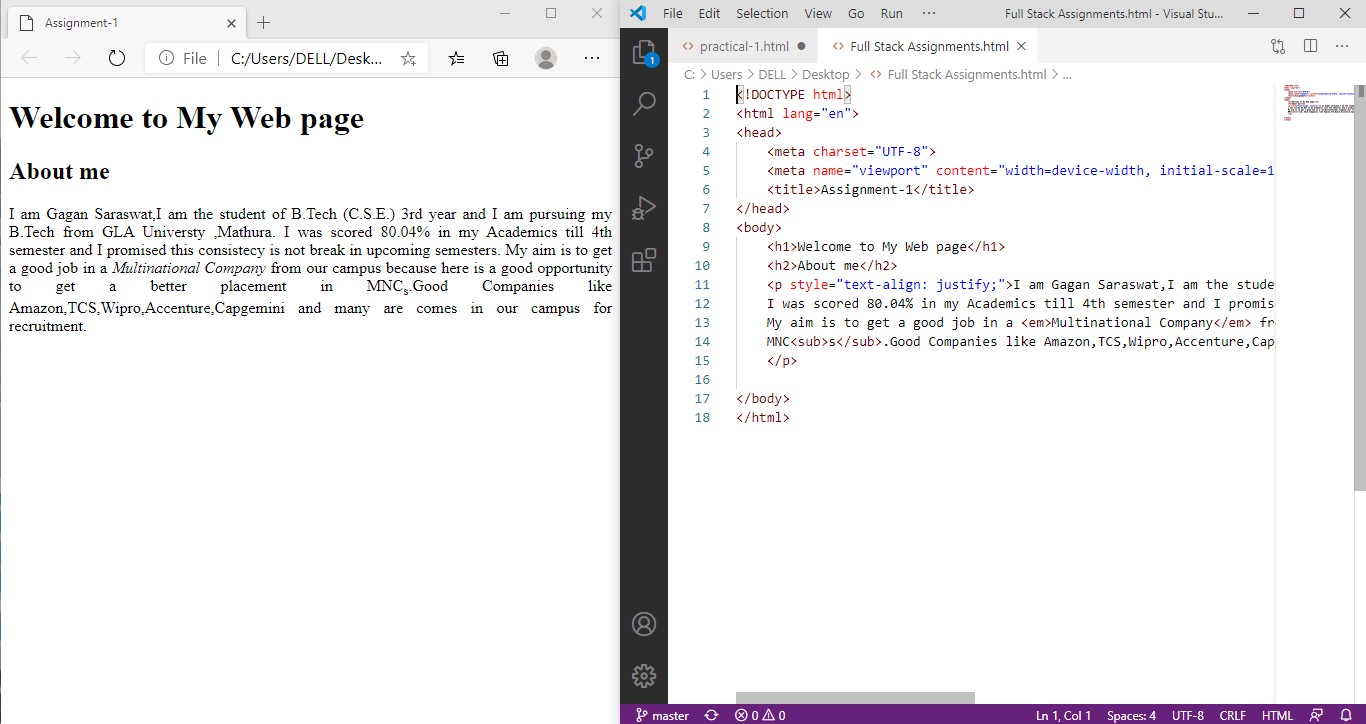 Assignment-1
File
C:/Users/DELL/Desk...
Welcome to My Web page
About me
I am Gagan Saraswat,I am the student of B.Tech (C.S.E.) 3rd year and I am pursuing my
B.Tech from GLA Universty ,Mathura. I was scored 80.04% in my Academics till 4th
semester and I promised this consistecy is not break in upcoming semesters. My aim is to get
a good job in a Multinational Company from our campus because here is a good opportunity
to get a better placement in MNCs.Good Companies like
Amazon,TCS,Wipro,Accenture,Capgemini and many are comes in our campus for
recruitment.
File Edit Selection View Go Run ··· Full Stack Assignments.html - Visual Stu...
1
<> practical-1.html ● <> Full Stack Assignments.html
C: > Users > DELL > Desktop > <> Full Stack Assignments.html > ...
1 <!DOCTYPE html>
2 <html lang="en">
3 <head>
4 <meta charset="UTF-8">
5 <meta name="viewport" content="width=device-width, initial-scale=1
6 <title>Assignment-1</title>
7 </head>
8 <body>
9 <h1>Welcome to My Web page</h1>
10 <h2>About me</h2>
11 <p style="text-align: justify;">I am Gagan Saraswat,I am the stude
12 I was scored 80.04% in my Academics till 4th semester and I promis
13 My aim is to get a good job in a <em>Multinational Company</em> fr
14 MNC<sub>s</sub>.Good Companies like Amazon,TCS,Wipro,Accenture,Cap
15 </p>
16
17 </body>
18 </html>
master 0 0 Ln 1, Col 1 Spaces: 4 UTF-8 CRLF HTML